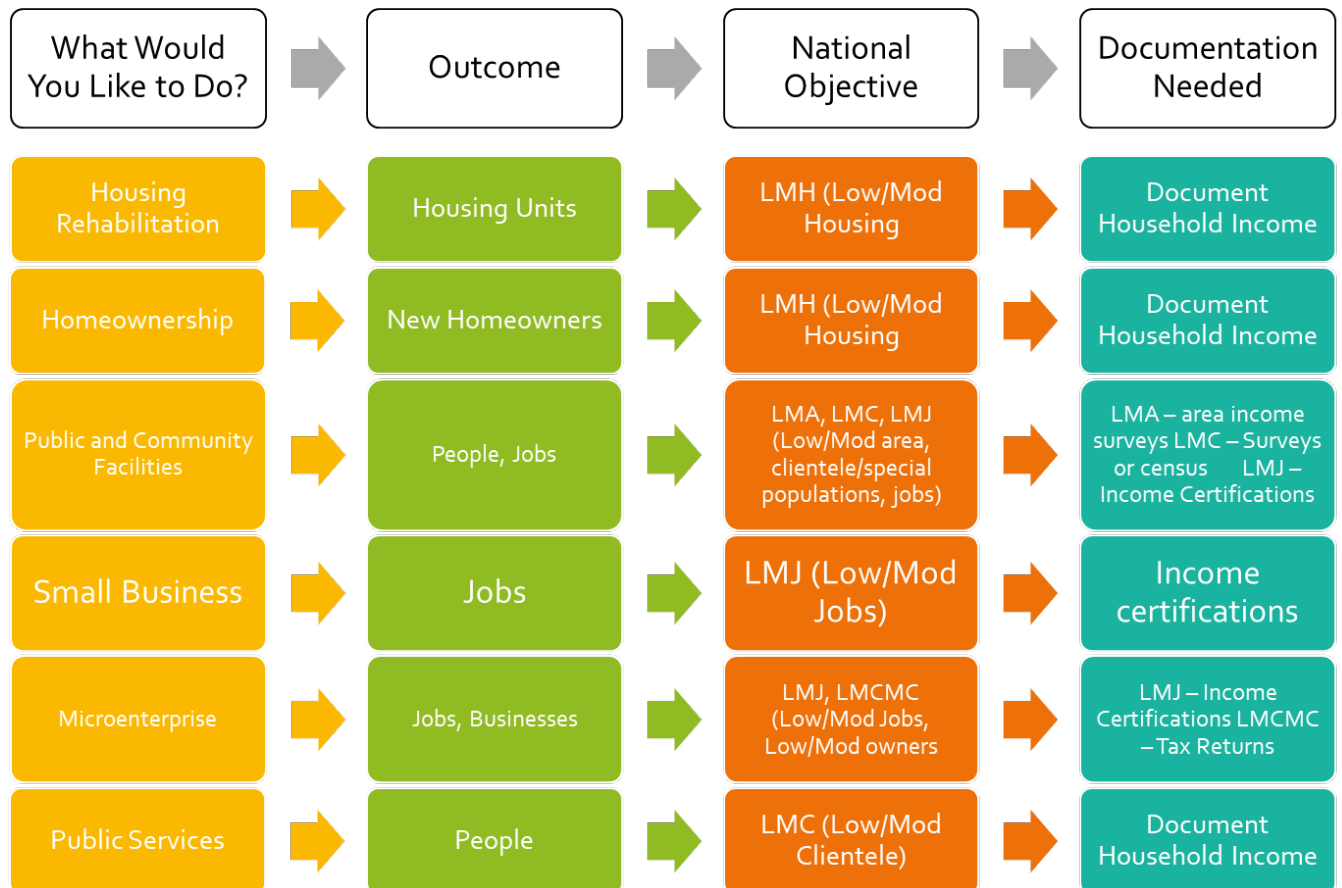 What Would
You Like to Do?
Outcome
National
Objective
Documentation
Needed
Housing
Rehabilitation
Housing Units
LMH (Low/Mod
Housing
Document
Household Income
Homeownership
New Homeowners
LMH (Low/Mod
Housing
Document
Household Income
Public and Community
Facilities
People, Jobs
LMA, LMC, LMJ
(Low/Mod area,
clientele/special
populations, jobs)
LMA – area income
surveys LMC – Surveys
or census LMJ –
Income Certifications
Small Business
Jobs
LMJ (Low/Mod
Jobs)
Income
certifications
Microenterprise
Jobs, Businesses
LMJ, LMCMC
(Low/Mod Jobs,
Low/Mod owners
LMJ – Income
Certifications LMCMC
– Tax Returns
Public Services
People
LMC (Low/Mod
Clientele)
Document
Household Income